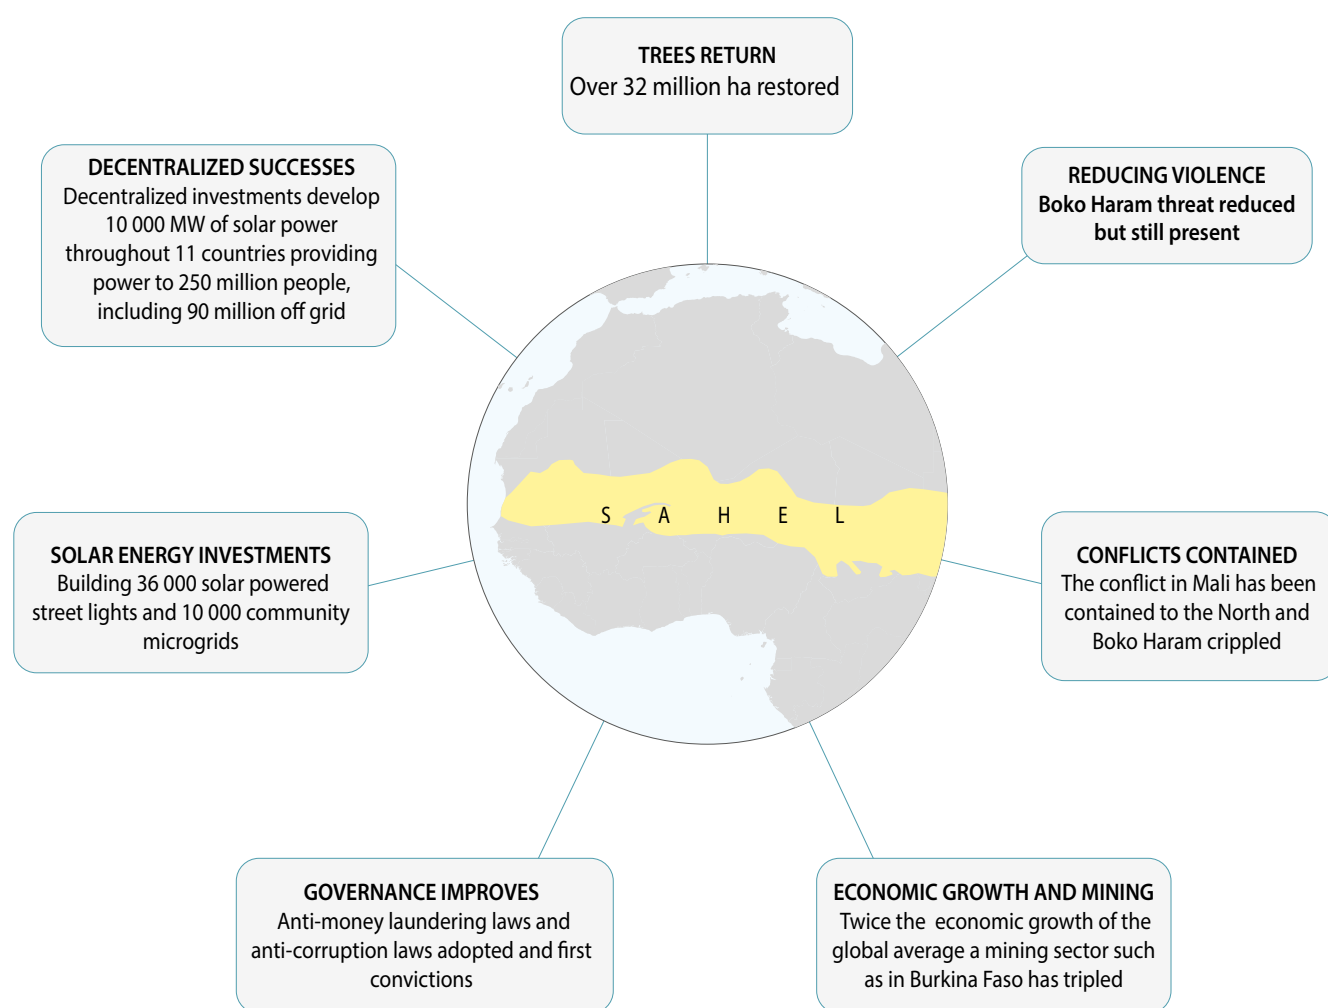 TREES RETURN
Over 32 million ha restored
DECENTRALIZED SUCCESSES
Decentralized investments develop
10 000 MW of solar power
throughout 11 countries providing
power to 250 million people,
including 90 million off grid
REDUCING VIOLENCE
Boko Haram threat reduced
but still present
S A H E L
SOLAR ENERGY INVESTMENTS
Building 36 000 solar powered
street lights and 10 000 community
microgrids
CONFLICTS CONTAINED
The conflict in Mali has been
contained to the North and
Boko Haram crippled
GOVERNANCE IMPROVES
Anti-money laundering laws and
anti-corruption laws adopted and first
convictions
ECONOMIC GROWTH AND MINING
Twice the economic growth of the
global average a mining sector such
as in Burkina Faso has tripled